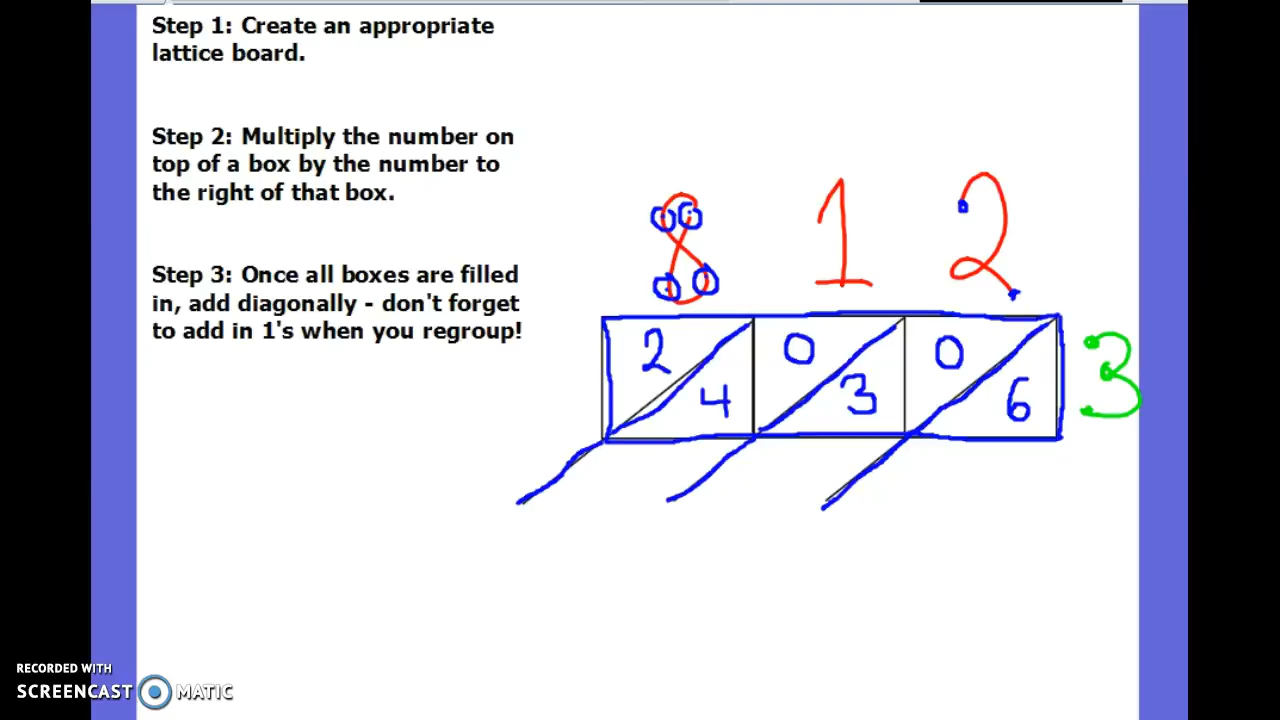 Step 1: Create an appropriate
lattice board.
Step 2: Multiply the number on
top of a box by the number to
the right of that box.
Step 3: Once all boxes are filled
in, add diagonally - don't forget
to add in 1's when you regroup!
8 1 2
2 0 0
4 3 6
3
RECORDED WITH
SCREENCAST MATIC